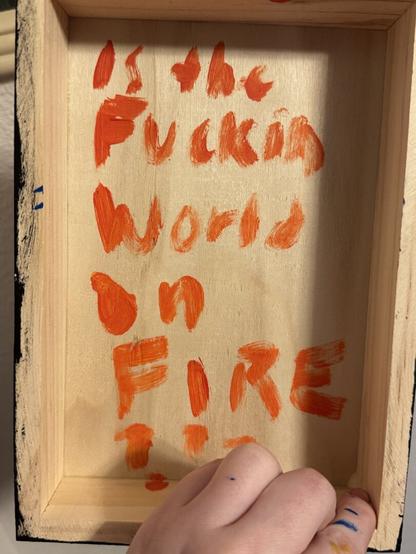 Is the
Fuckin
World
On
FIRE